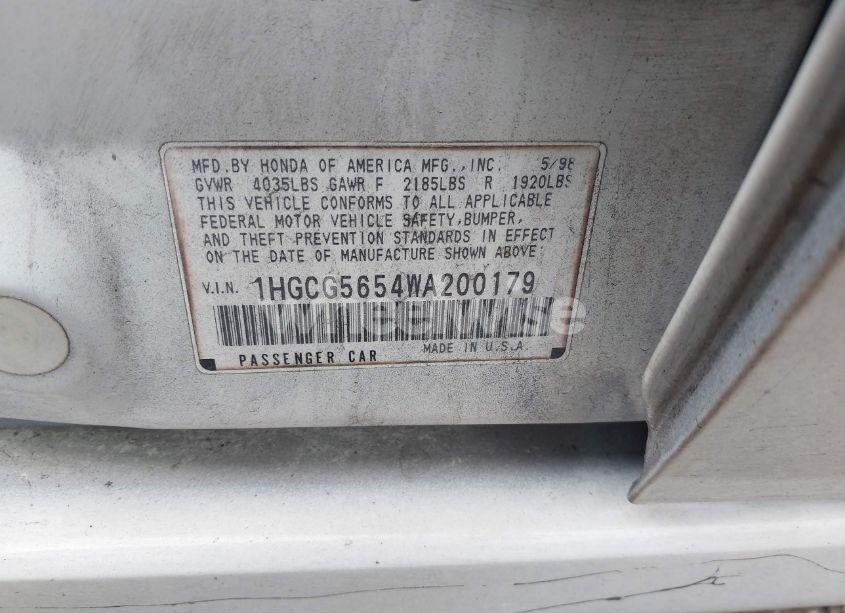 MFD.BY HONDA OF AMERICA MFG.,INC. 5/98
GVWR 4035LBS GAWR F 2185LBS R 1920LBS
THIS VEHICLE CONFORMS TO ALL APPLICABLE
FEDERAL MOTOR VEHICLE SAFETY,BUMPER,
AND THEFT PREVENTION STANDARDS IN EFFECT
ON THE DATE OF MANUFACTURE SHOWN ABOVE.
V.I.N. 1HGCG5654WA200179
PASSENGER CAR MADE IN U.S.A.